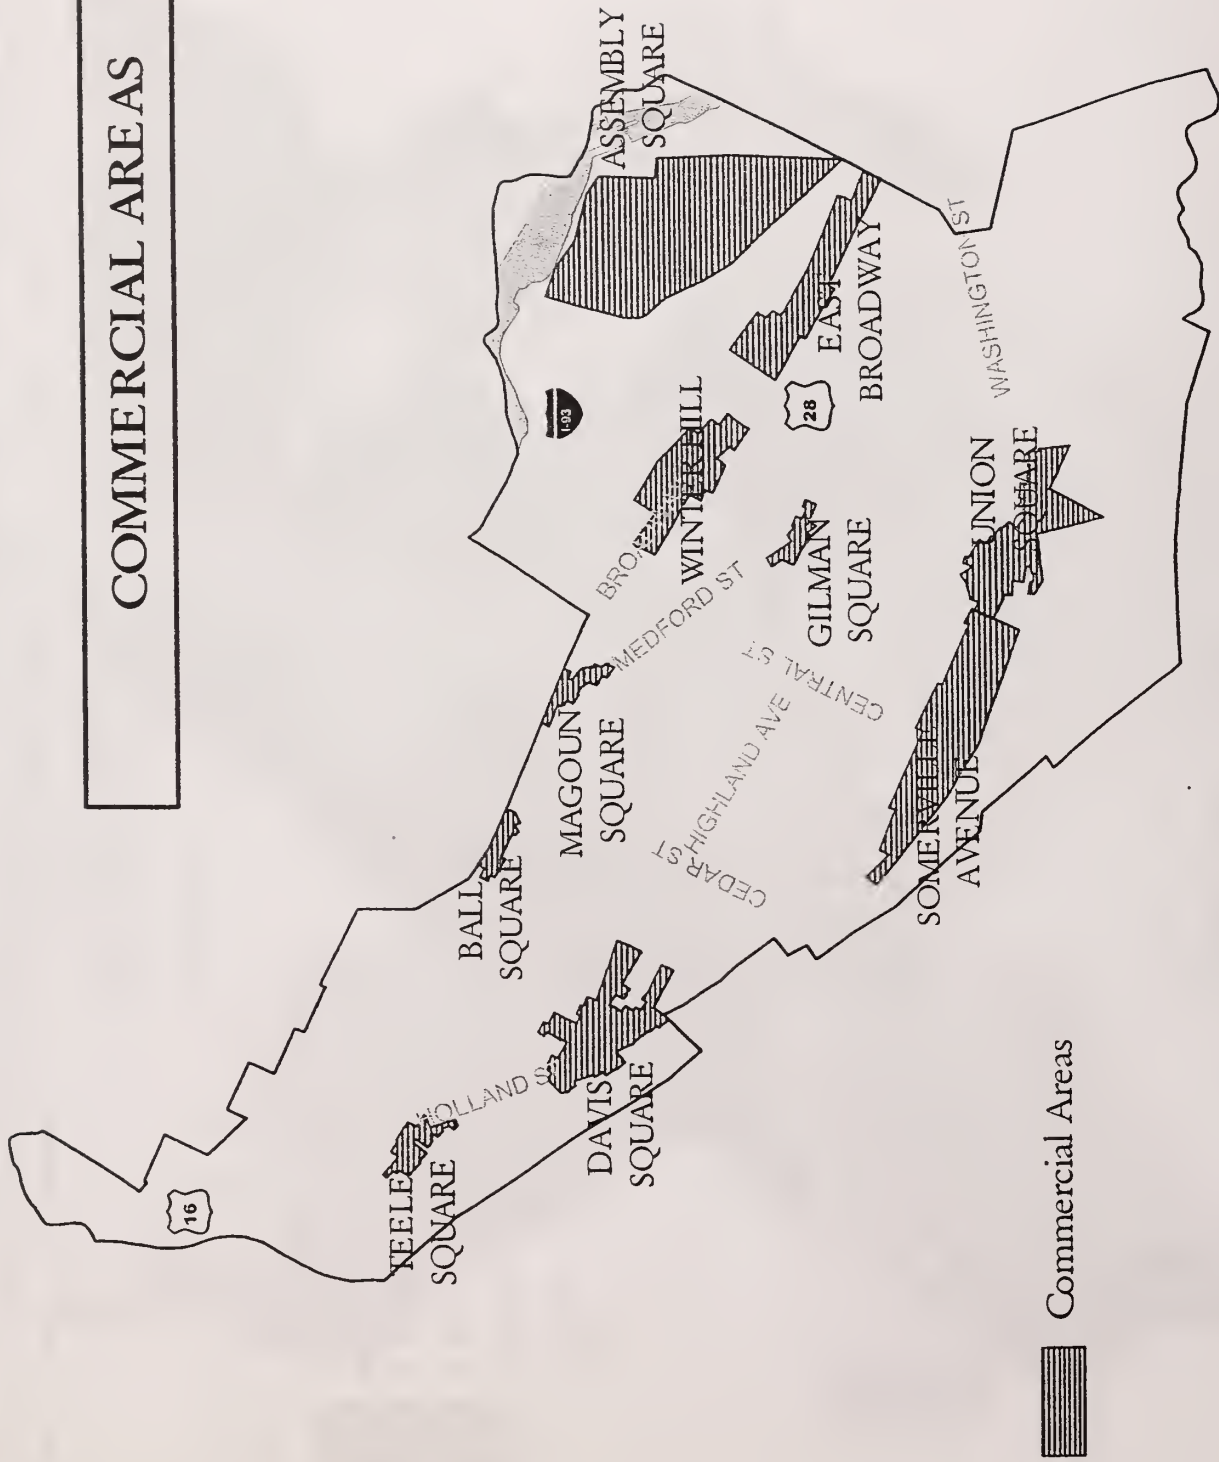 COMMERCIAL AREAS
ASSEMBLY
SQUARE
I-93
EAST
BROADWAY
28
WINTER HILL
MEDFORD ST
WASHINGTON ST
GILMAN
SQUARE
UNION
SQUARE
CENTRAL ST
HIGHLAND AVE
CEDAR ST
MAGOUN
SQUARE
BALL
SQUARE
SOMERVILLE
AVENUE
DAVIS
SQUARE
HOLLAND S
TEELE
SQUARE
16
Commercial Areas